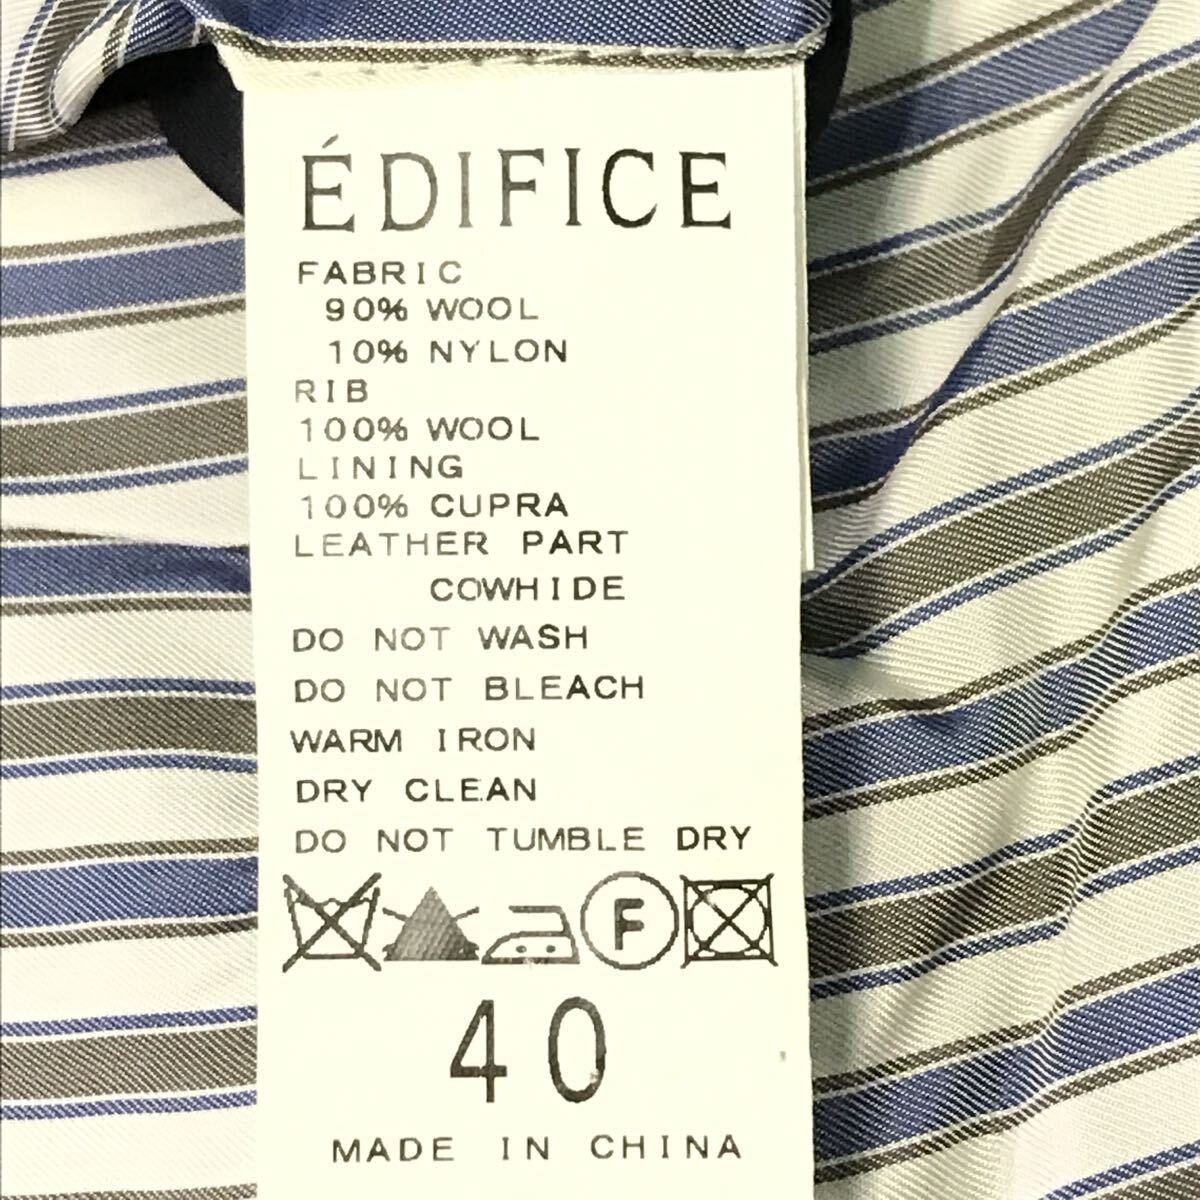 ÉDIFICE
FABRIC
90% WOOL
10% NYLON
RIB
100% WOOL
LINING
100% CUPRA
LEATHER PART
COWHIDE
DO NOT WASH
DO NOT BLEACH
WARM IRON
DRY CLEAN
DO NOT TUMBLE DRY
F
40
MADE IN CHINA